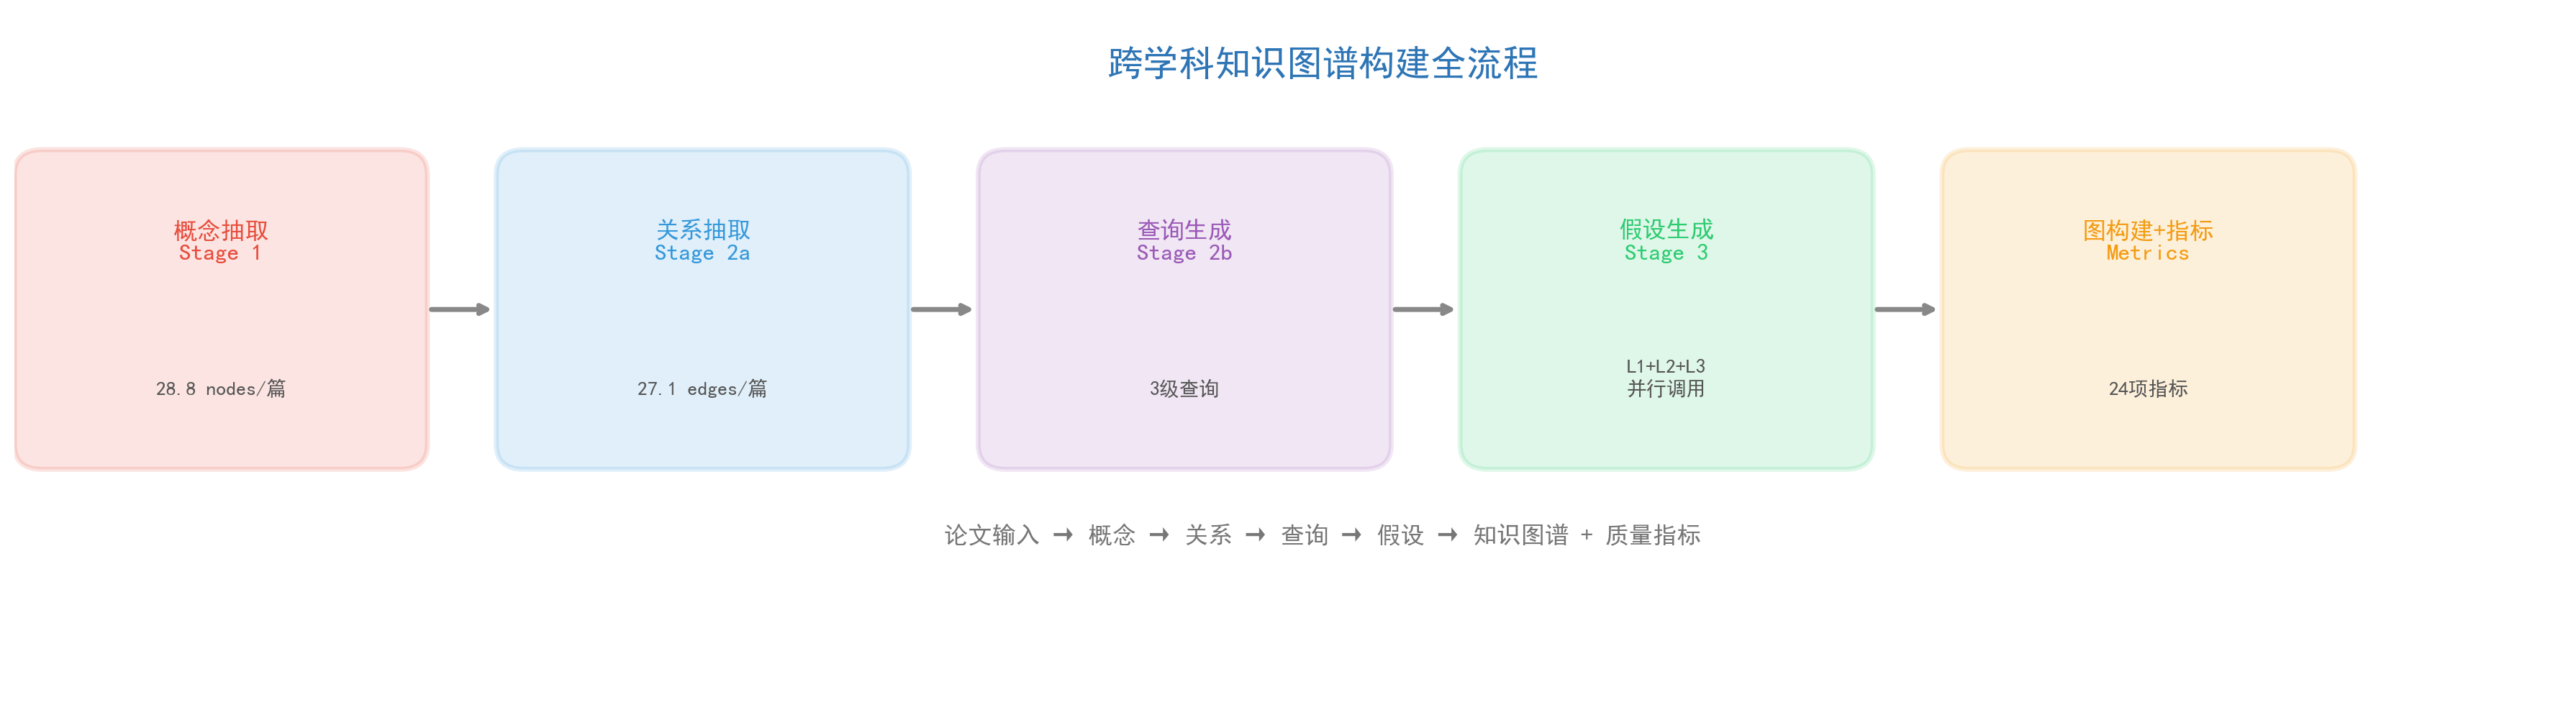 跨学科知识图谱构建全流程
概念抽取
Stage 1
28.8 nodes/篇
关系抽取
Stage 2a
27.1 edges/篇
查询生成
Stage 2b
3级查询
假设生成
Stage 3
L1+L2+L3
并行调用
图构建+指标
Metrics
24项指标
论文输入 → 概念 → 关系 → 查询 → 假设 → 知识图谱 + 质量指标